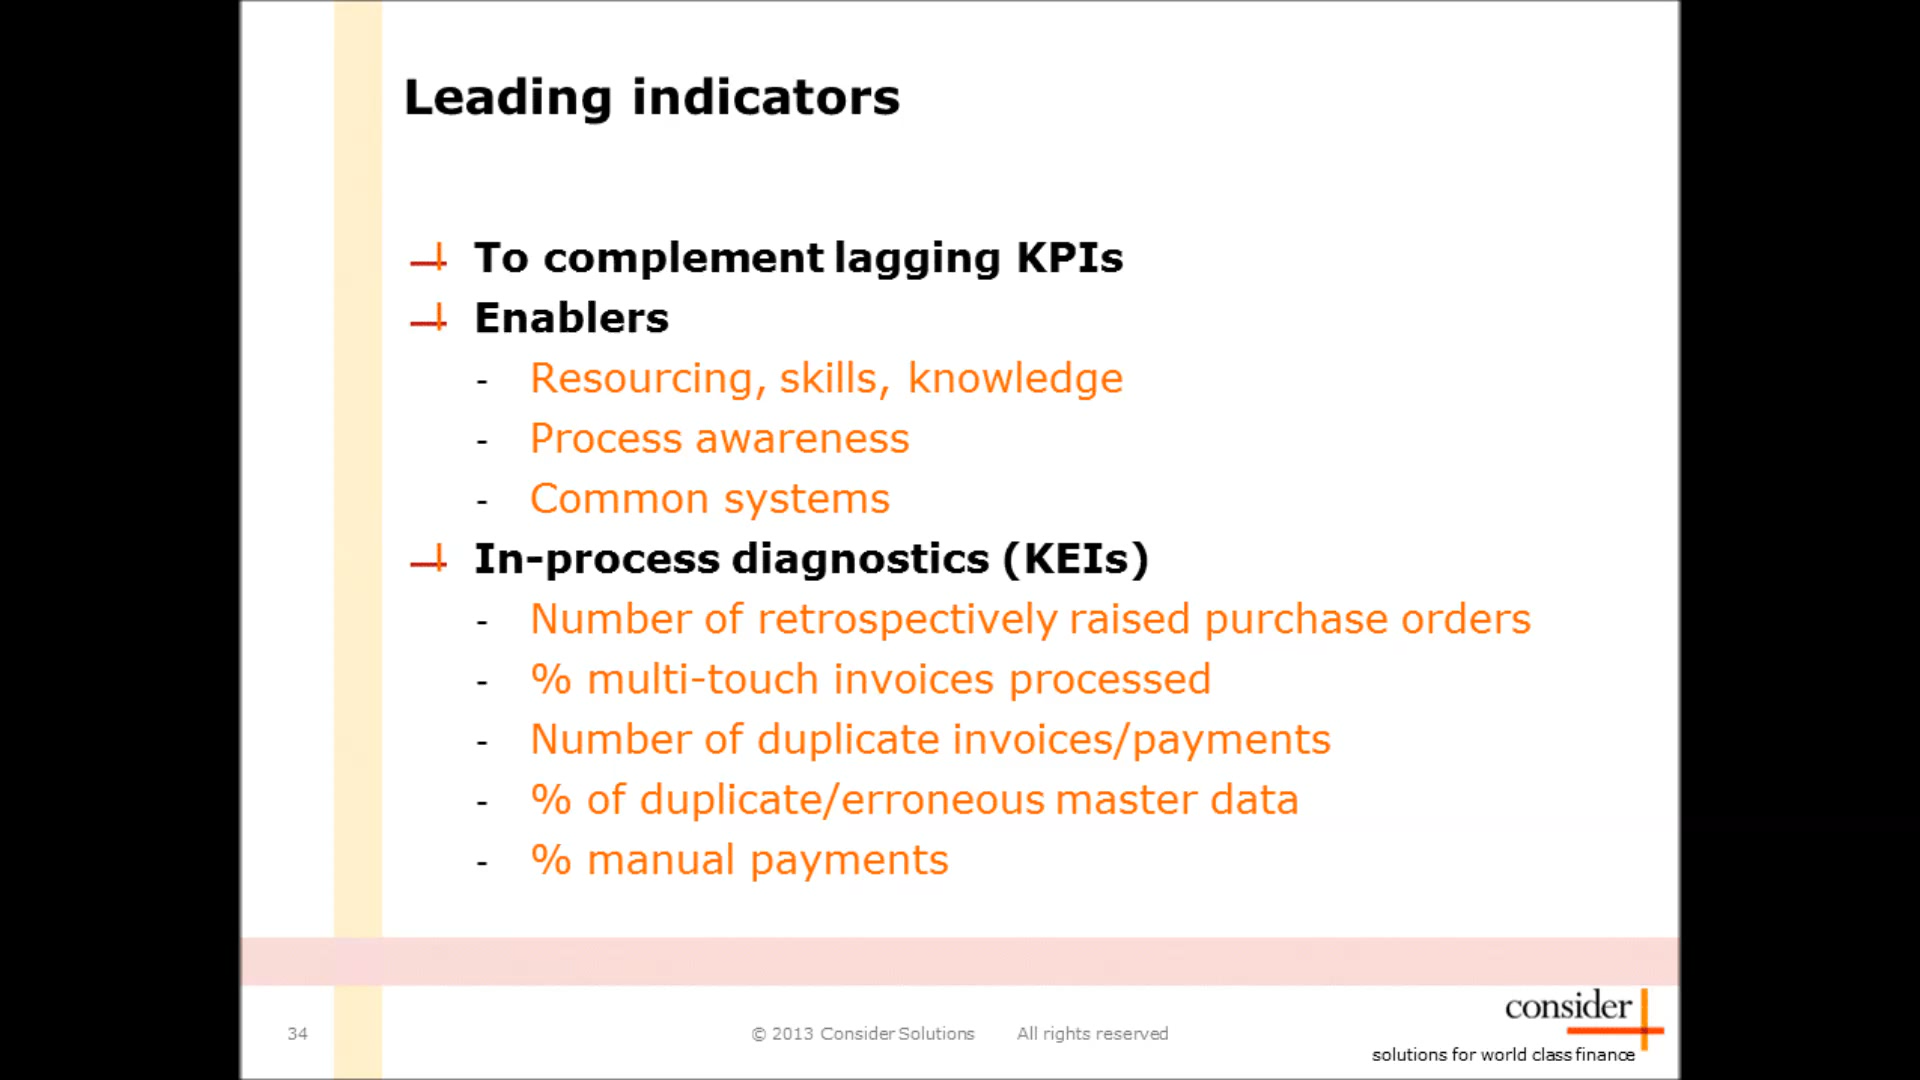 Leading indicators
To complement lagging KPIs
Enablers
- Resourcing, skills, knowledge
- Process awareness
- Common systems
In-process diagnostics (KEIs)
- Number of retrospectively raised purchase orders
- % multi-touch invoices processed
- Number of duplicate invoices/payments
- % of duplicate/erroneous master data
- % manual payments
34
© 2013 Consider Solutions All rights reserved
consider
solutions for world class finance